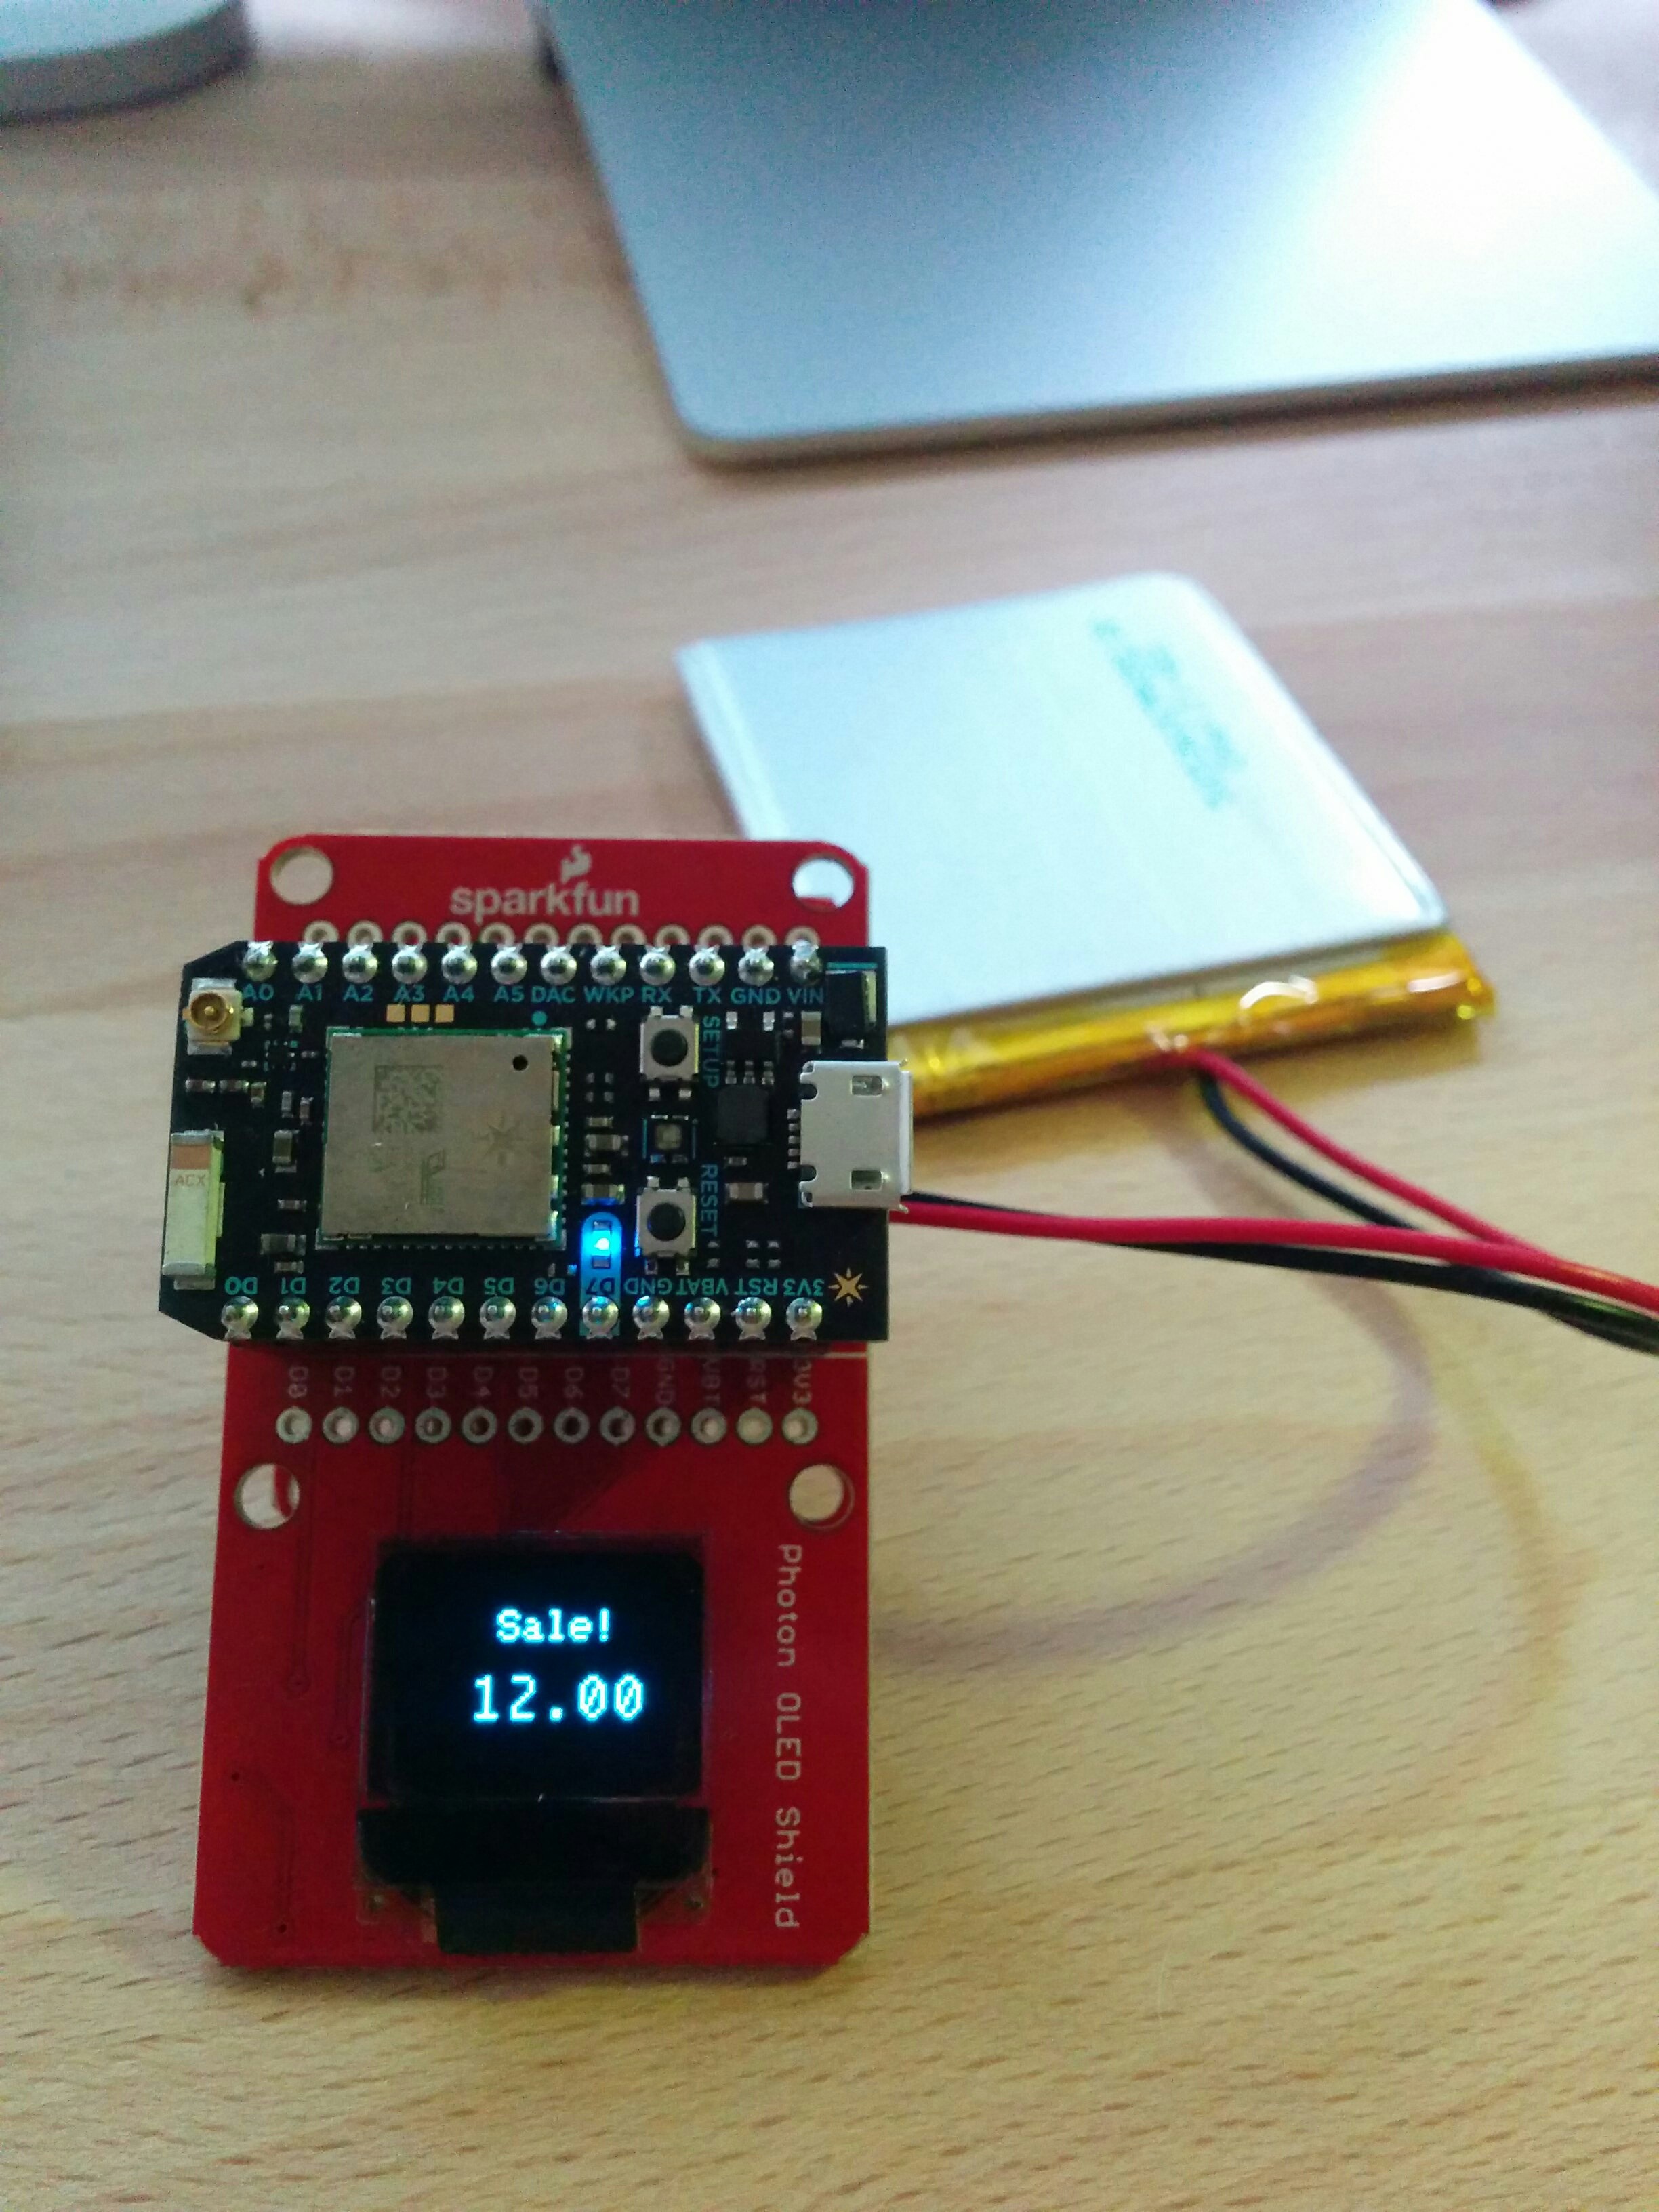 sparkfun
A0 A1 A2 A3 A4 A5 DAC WKP RX TX GND VIN
SETUP
ACX
RESET
D0 D1 D2 D3 D4 D5 D6 D7 GND VBAT RST 3V3
D0 D1 D2 D3 D4 D5 D6 D7 GND VBT RST 3V3
Photon OLED Shield
Sale!
12.00